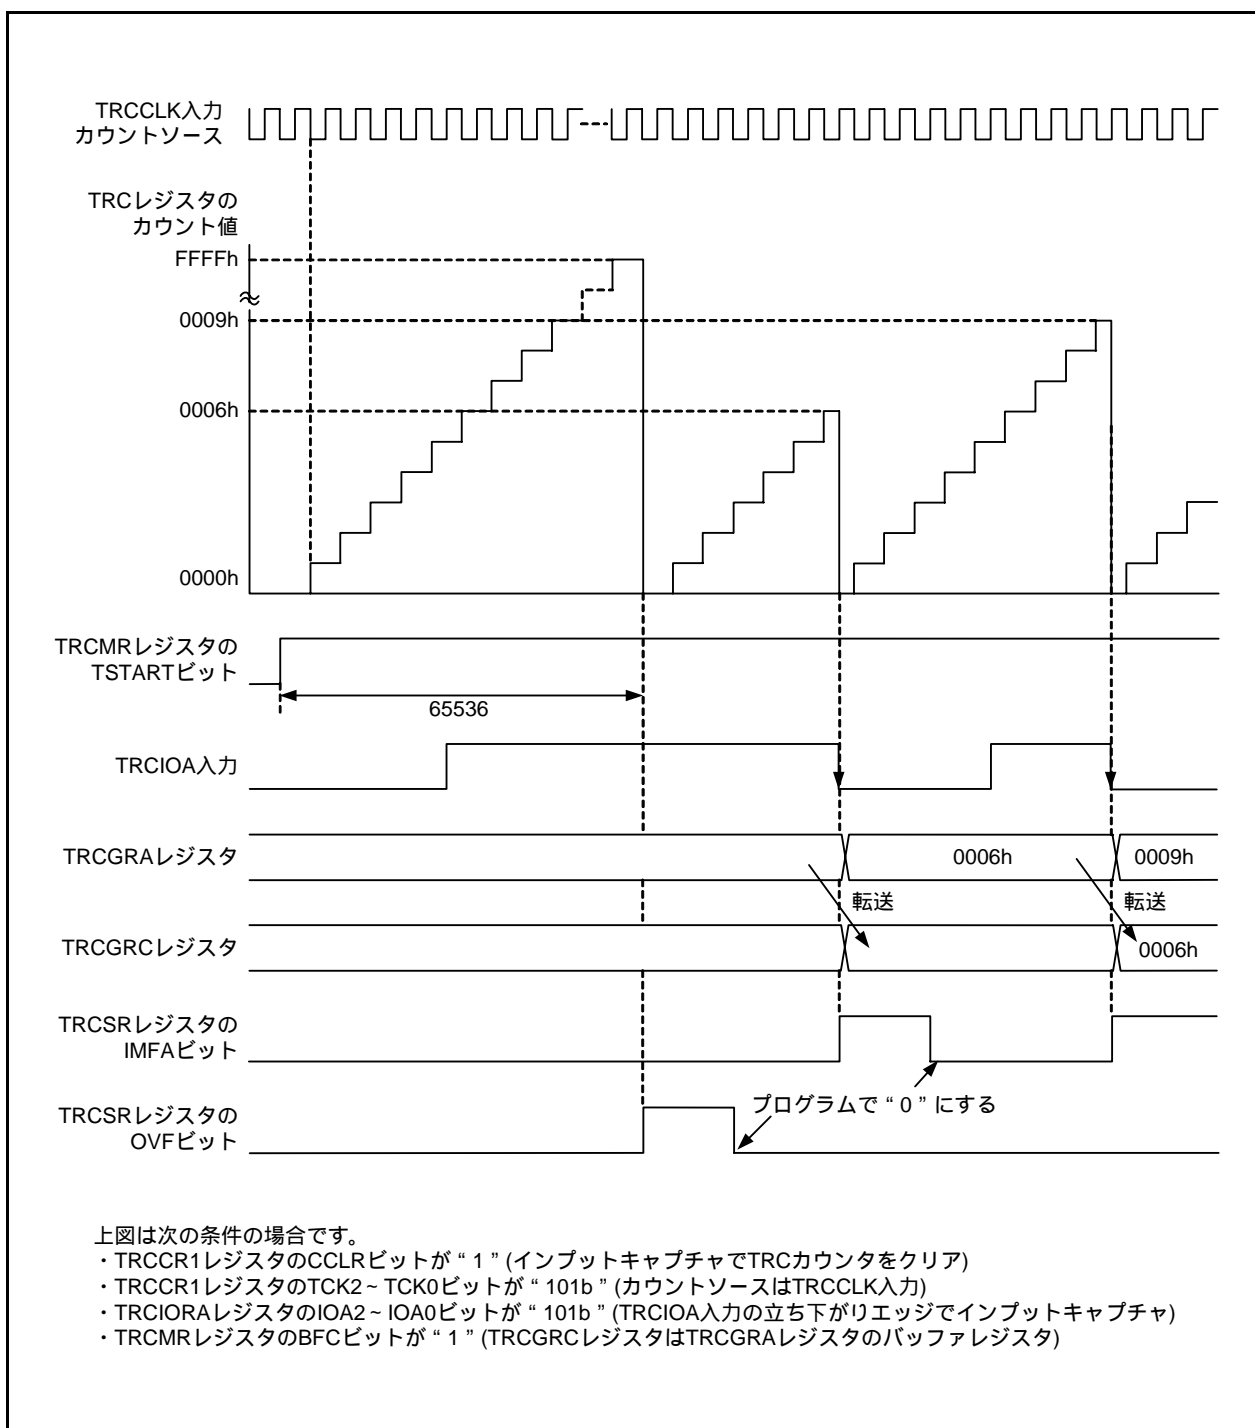 TRCCLK入力
カウントソース
TRCレジスタの
カウント値
FFFFh
0009h
0006h
0000h
TRCMRレジスタの
TSTARTビット
65536
TRCIOA入力
TRCGRAレジスタ
0006h
0009h
転送
転送
TRCGRCレジスタ
0006h
TRCSRレジスタの
IMFAビット
プログラムで“0”にする
TRCSRレジスタの
OVFビット
上図は次の条件の場合です。
・TRCCR1レジスタのCCLRビットが“1”(インプットキャプチャでTRCカウンタをクリア)
・TRCCR1レジスタのTCK2~TCK0ビットが“101b”(カウントソースはTRCCLK入力)
・TRCIORAレジスタのIOA2~IOA0ビットが“101b”(TRCIOA入力の立ち下がりエッジでインプットキャプチャ)
・TRCMRレジスタのBFCビットが“1”(TRCGRCレジスタはTRCGRAレジスタのバッファレジスタ)